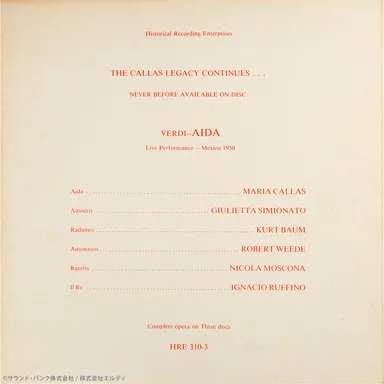 Historical Recording Enterprises
THE CALLAS LEGACY CONTINUES . . .
NEVER BEFORE AVAILABLE ON DISC
VERDI--AIDA
Live Performance -- Mexico 1950
Aida ........................................ MARIA CALLAS
Amneris ........................................ GIULIETTA SIMIONATO
Radames ........................................ KURT BAUM
Amonasro ........................................ ROBERT WEEDE
Ramfis ........................................ NICOLA MOSCONA
Il Re ........................................ IGNACIO RUFFINO
Complete opera on Three discs
HRE 310-3
©サウンド・バンク株式会社 / 株式会社エルディ